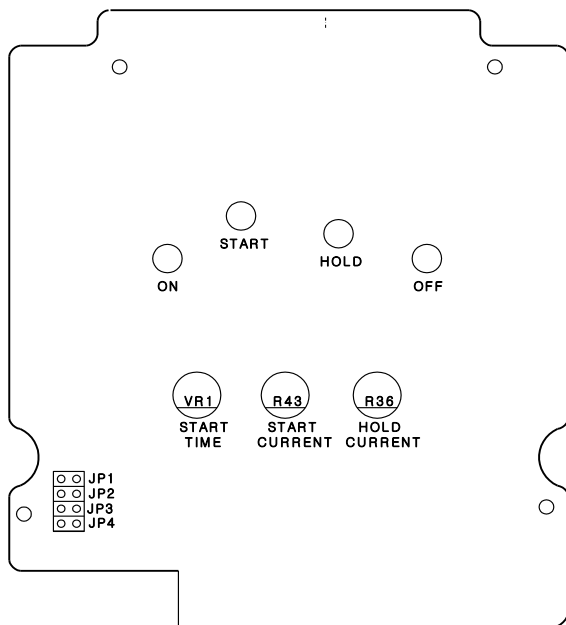 START
HOLD
ON
OFF
VR1
R43
R36
START
TIME
START
CURRENT
HOLD
CURRENT
JP1
JP2
JP3
JP4